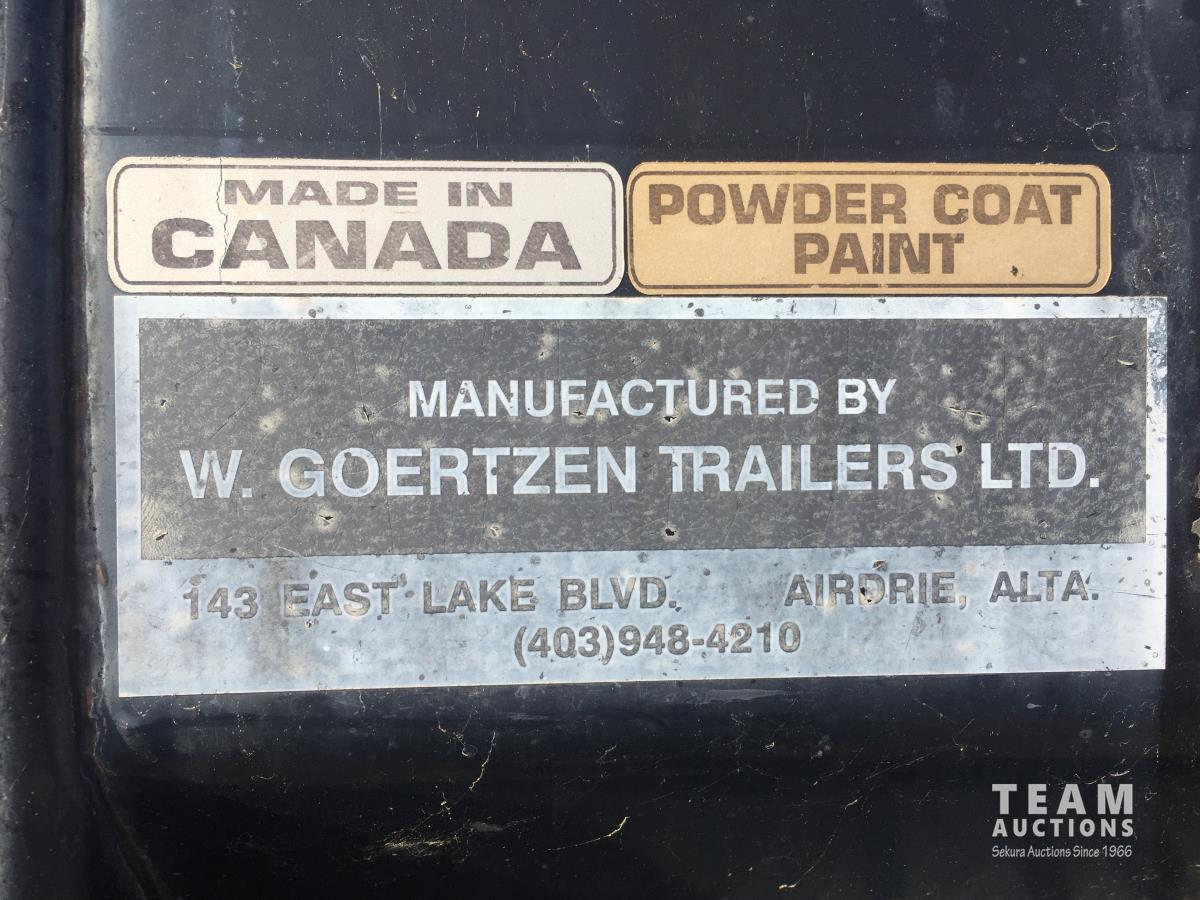 MADE IN
CANADA
POWDER COAT
PAINT
MANUFACTURED BY
W. GOERTZEN TRAILERS LTD.
143 EAST LAKE BLVD. AIRDRIE, ALTA.
(403)948-4210
TEAM
AUCTIONS
Sekura Auctions Since 1966